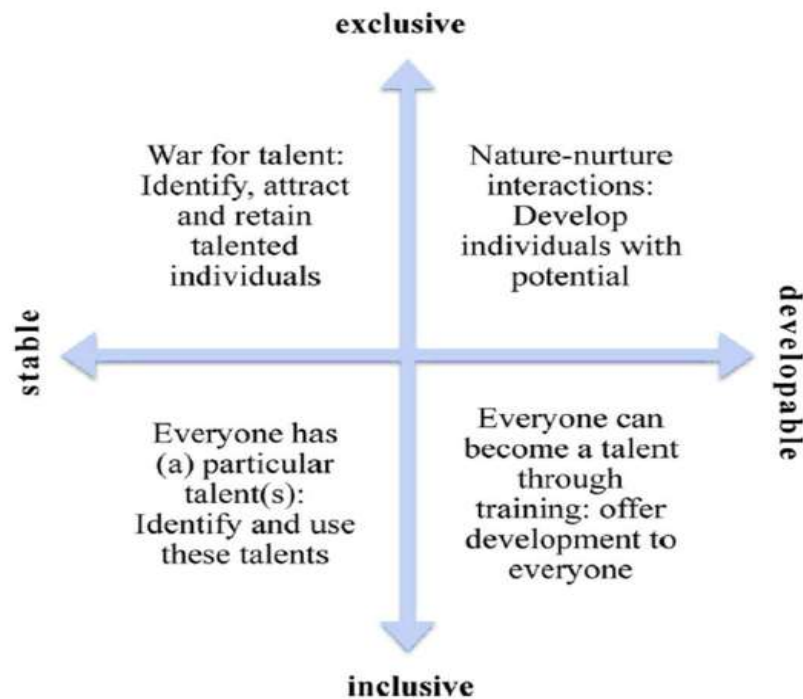 exclusive
War for talent:
Identify, attract
and retain
talented
individuals
Nature-nurture
interactions:
Develop
individuals with
potential
stable
developable
Everyone has
(a) particular
talent(s):
Identify and use
these talents
Everyone can
become a talent
through
training: offer
development to
everyone
inclusive